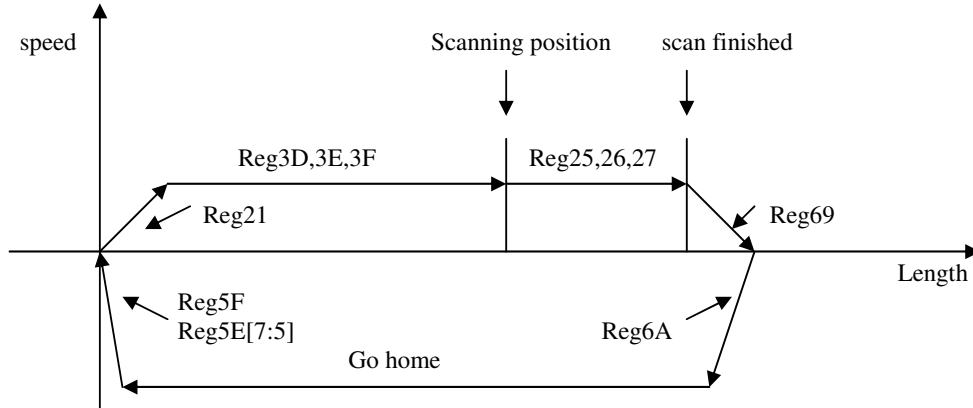 speed
Scanning position
scan finished
Reg3D,3E,3F
Reg25,26,27
Reg21
Reg69
Length
Reg5F
Reg5E[7:5]
Reg6A
Go home